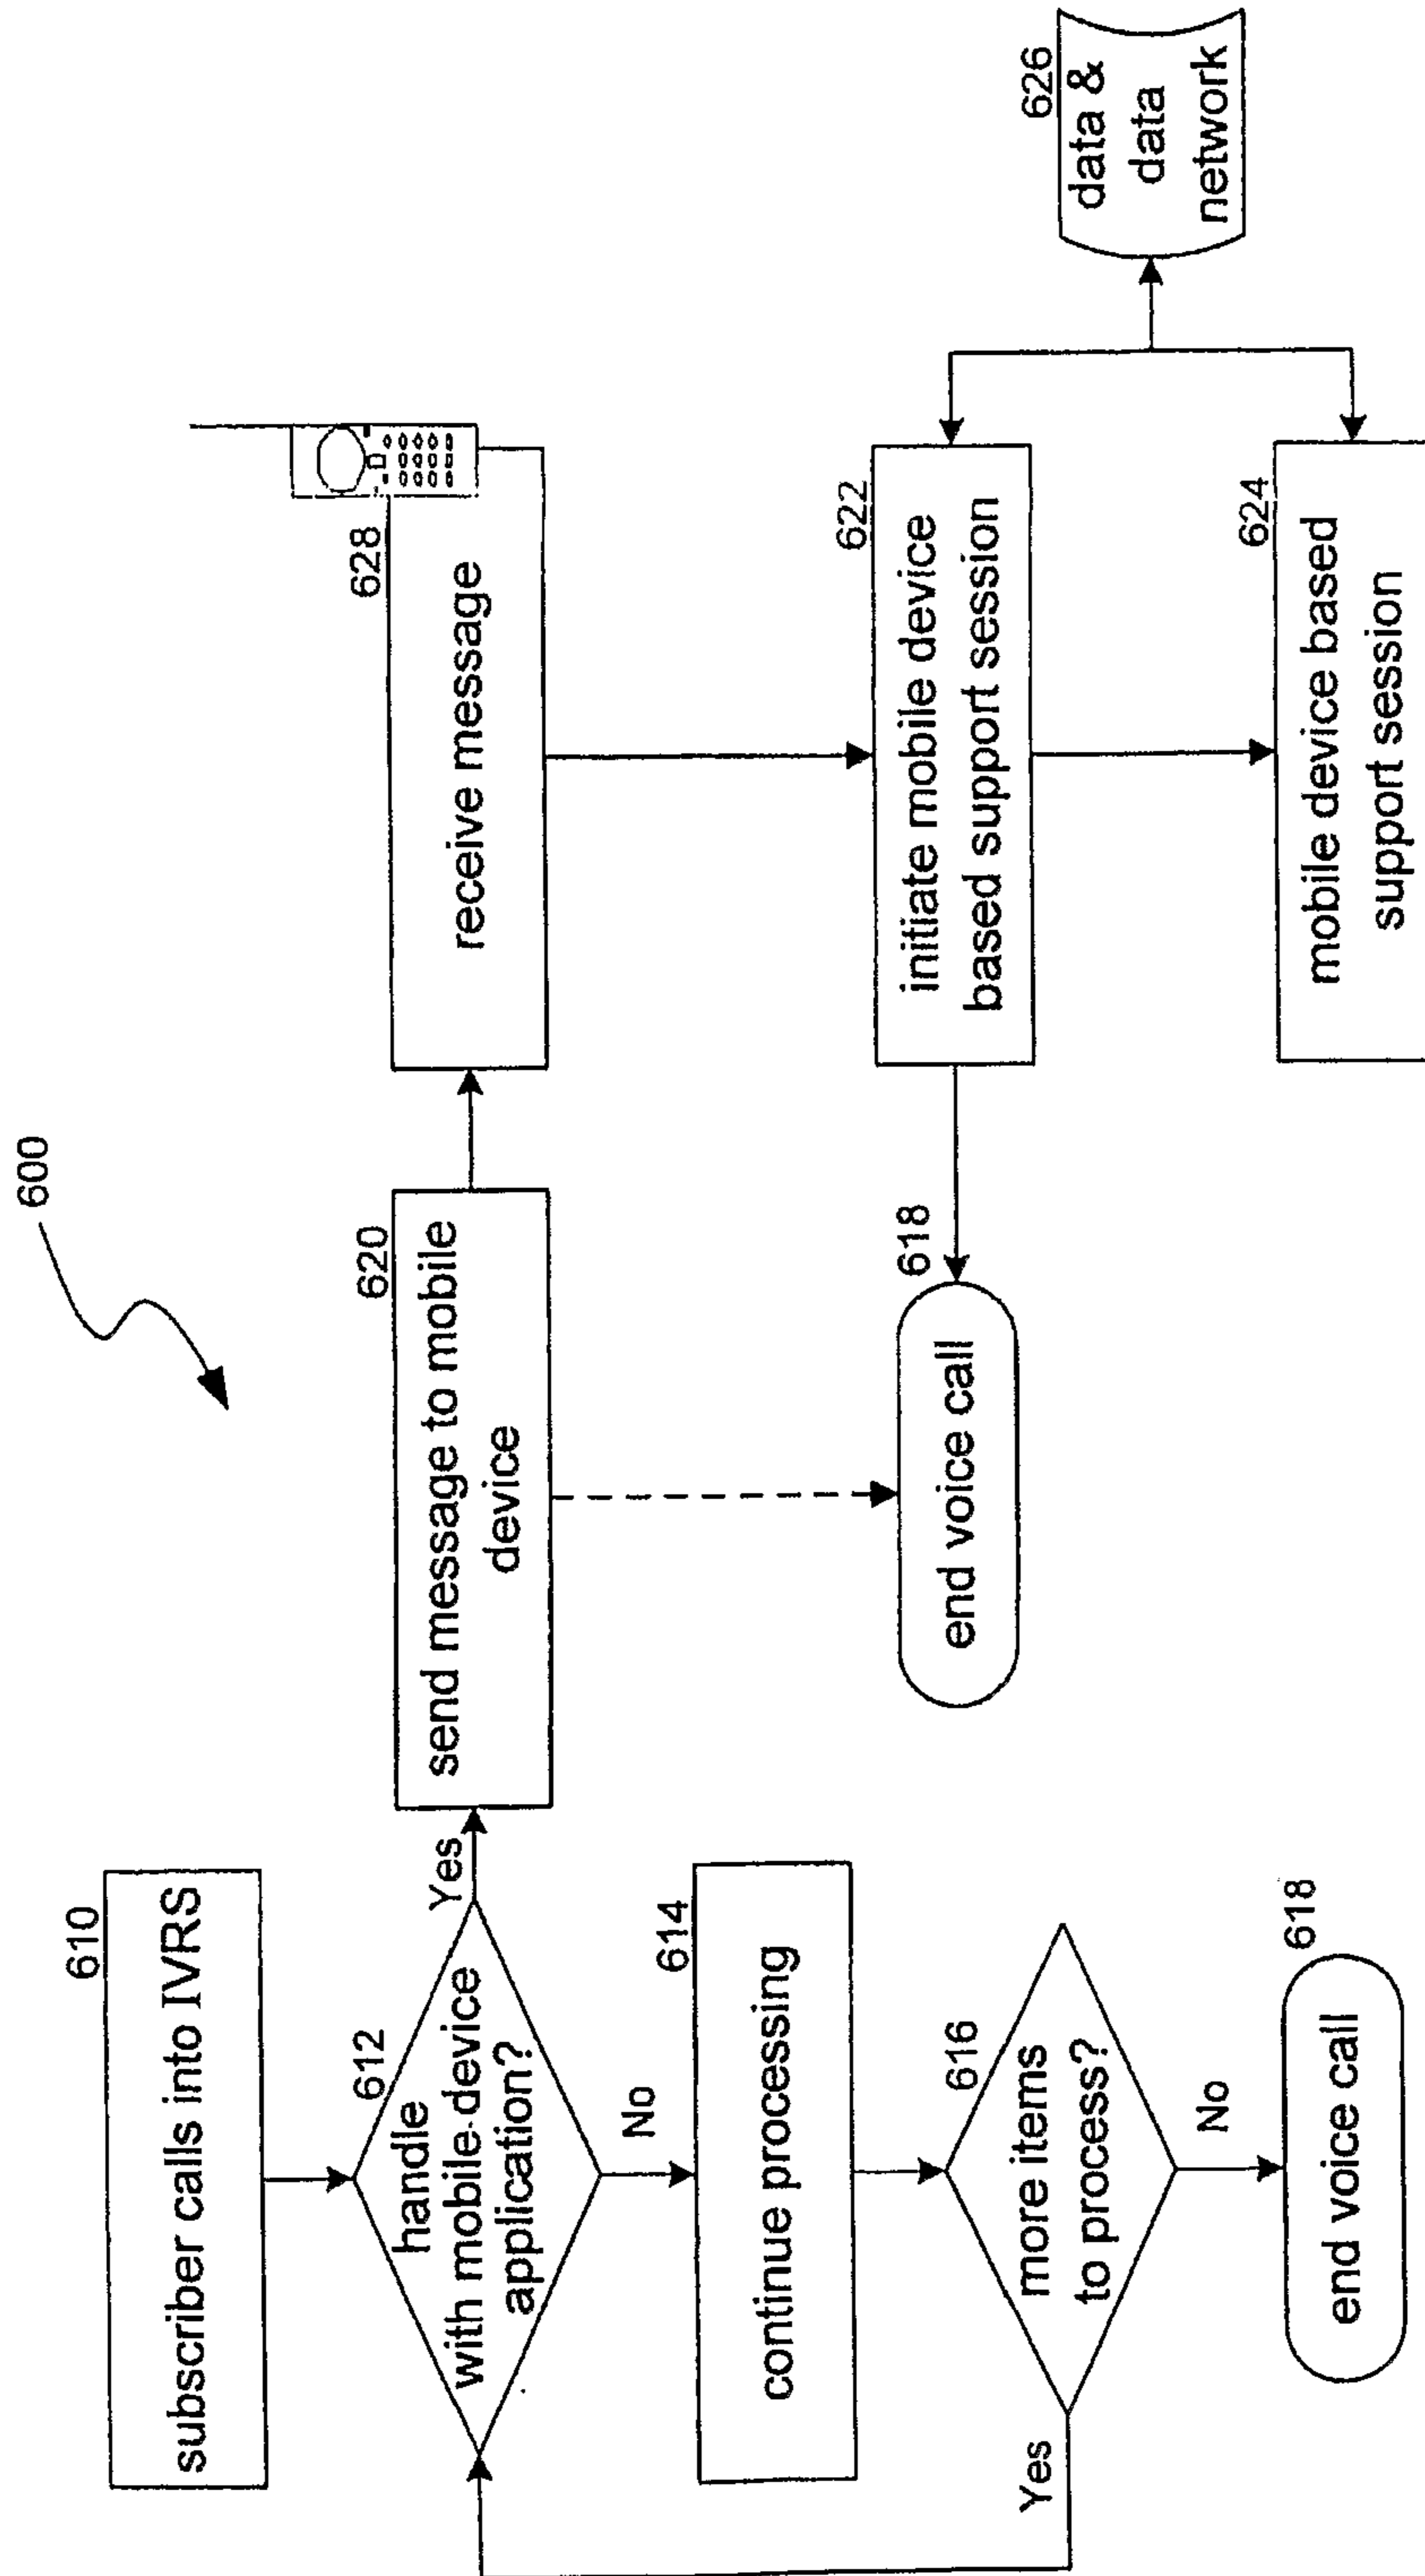 600
610
subscriber calls into IVRS
612
handle
with mobile device
application?
Yes
No
614
continue processing
616
more items
to process?
Yes
No
618
end voice call
620
send message to mobile
device
618
end voice call
628
receive message
622
initiate mobile device
based support session
624
mobile device based
support session
626
data &
data
network